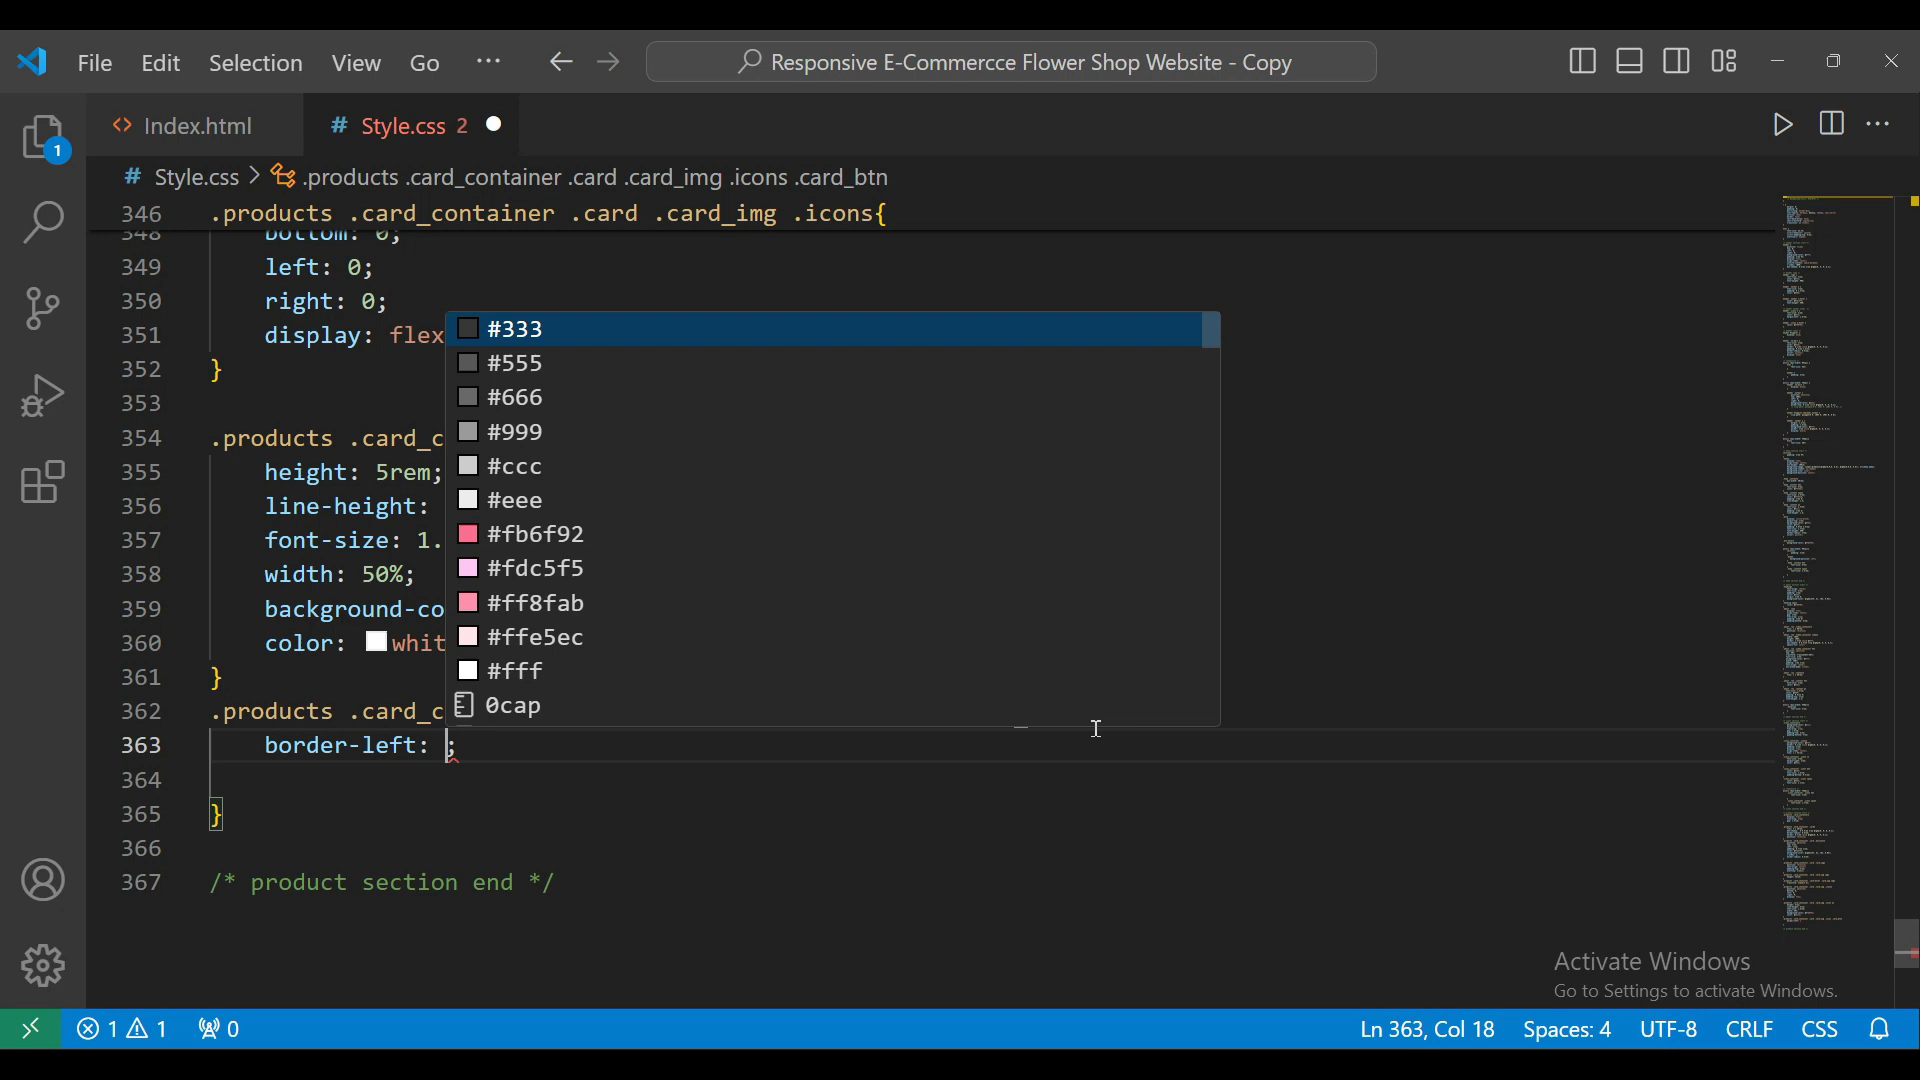 File Edit Selection View Go ··· Responsive E-Commercce Flower Shop Website - Copy
Index.html # Style.css 2
1
# Style.css > .products .card_container .card .card_img .icons .card_btn
346 .products .card_container .card .card_img .icons{
348 bottom: 0;
349 left: 0;
350 right: 0;
351 display: flex
352 }
353
354 .products .card_c
355 height: 5rem;
356 line-height:
357 font-size: 1.
358 width: 50%;
359 background-co
360 color: whit
361 }
362 .products .card_c
363 border-left: ;
364
365 }
366
367 /* product section end */
#333
#555
#666
#999
#ccc
#eee
#fb6f92
#fdc5f5
#ff8fab
#ffe5ec
#fff
0cap
Activate Windows
Go to Settings to activate Windows.
1 1 0 Ln 363, Col 18 Spaces: 4 UTF-8 CRLF CSS